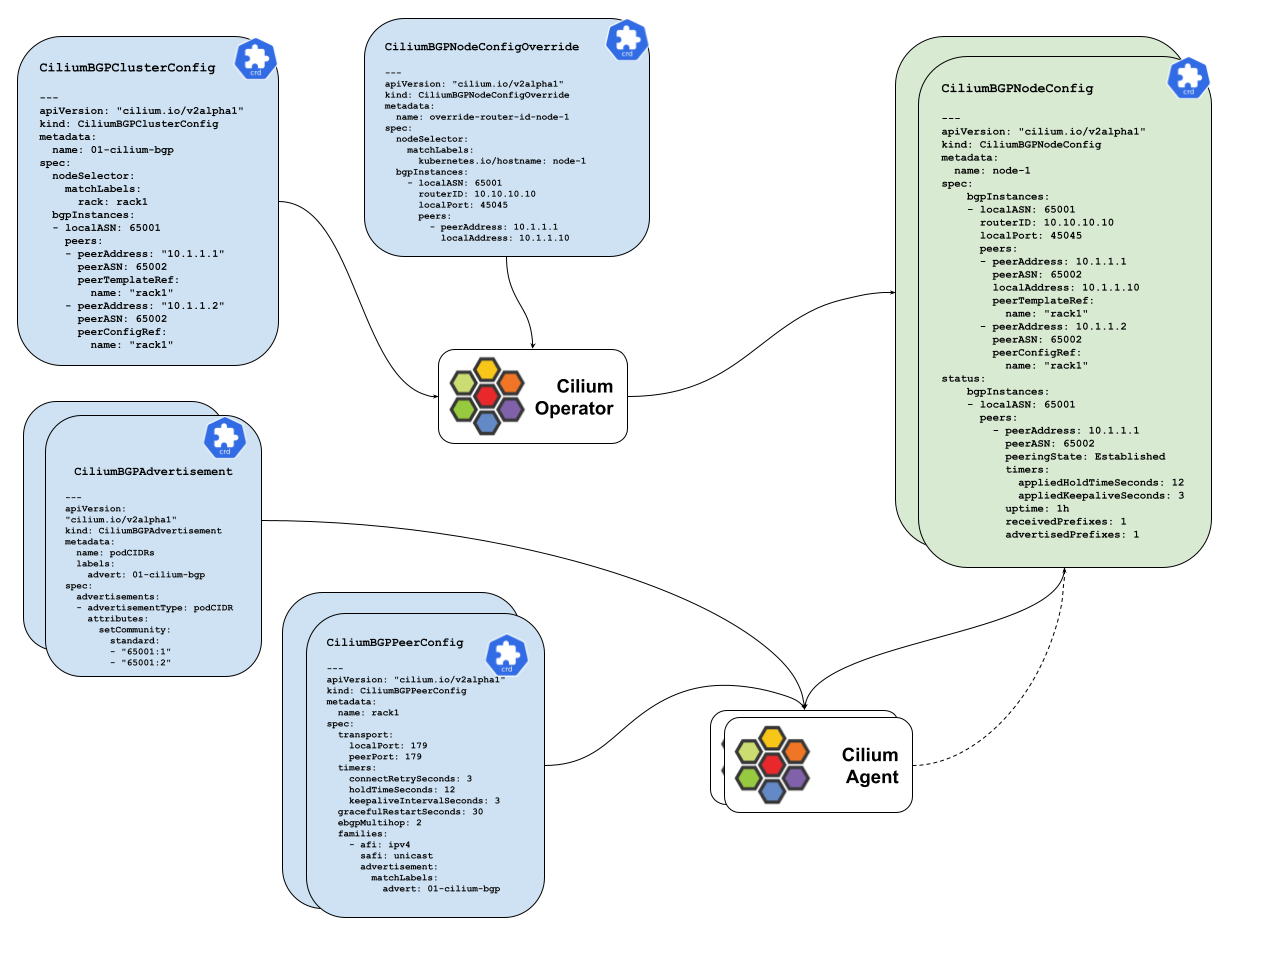 CiliumBGPClusterConfig
crd
---
apiVersion: "cilium.io/v2alpha1"
kind: CiliumBGPClusterConfig
metadata:
  name: 01-cilium-bgp
spec:
  nodeSelector:
    matchLabels:
      rack: rack1
  bgpInstances:
  - localASN: 65001
    peers:
    - peerAddress: "10.1.1.1"
      peerASN: 65002
      peerTemplateRef:
        name: "rack1"
    - peerAddress: "10.1.1.2"
      peerASN: 65002
      peerConfigRef:
        name: "rack1"
CiliumBGPNodeConfigOverride
crd
---
apiVersion: "cilium.io/v2alpha1"
kind: CiliumBGPNodeConfigOverride
metadata:
  name: override-router-id-node-1
spec:
  nodeSelector:
    matchLabels:
      kubernetes.io/hostname: node-1
  bgpInstances:
    - localASN: 65001
      routerID: 10.10.10.10
      localPort: 45045
      peers:
        - peerAddress: 10.1.1.1
          localAddress: 10.1.1.10
CiliumBGPNodeConfig
crd
---
apiVersion: "cilium.io/v2alpha1"
kind: CiliumBGPNodeConfig
metadata:
  name: node-1
spec:
    bgpInstances:
    - localASN: 65001
      routerID: 10.10.10.10
      localPort: 45045
      peers:
      - peerAddress: 10.1.1.1
        peerASN: 65002
        localAddress: 10.1.1.10
        peerTemplateRef:
          name: "rack1"
      - peerAddress: 10.1.1.2
        peerASN: 65002
        peerConfigRef:
          name: "rack1"
status:
    bgpInstances:
    - localASN: 65001
      peers:
        - peerAddress: 10.1.1.1
          peerASN: 65002
          peeringState: Established
          timers:
            appliedHoldTimeSeconds: 12
            appliedKeepaliveSeconds: 3
          uptime: 1h
          receivedPrefixes: 1
          advertisedPrefixes: 1
Cilium
Operator
crd
CiliumBGPAdvertisement
---
apiVersion:
"cilium.io/v2alpha1"
kind: CiliumBGPAdvertisement
metadata:
  name: podCIDRs
  labels:
    advert: 01-cilium-bgp
spec:
  advertisements:
  - advertisementType: podCIDR
    attributes:
      setCommunity:
        standard:
        - "65001:1"
        - "65001:2"
CiliumBGPPeerConfig
crd
---
apiVersion: "cilium.io/v2alpha1"
kind: CiliumBGPPeerConfig
metadata:
  name: rack1
spec:
  transport:
    localPort: 179
    peerPort: 179
  timers:
    connectRetrySeconds: 3
    holdTimeSeconds: 12
    keepaliveIntervalSeconds: 3
  gracefulRestartSeconds: 30
  ebgpMultihop: 2
  families:
    - afi: ipv4
      safi: unicast
      advertisement:
        matchLabels:
          advert: 01-cilium-bgp
Cilium
Agent